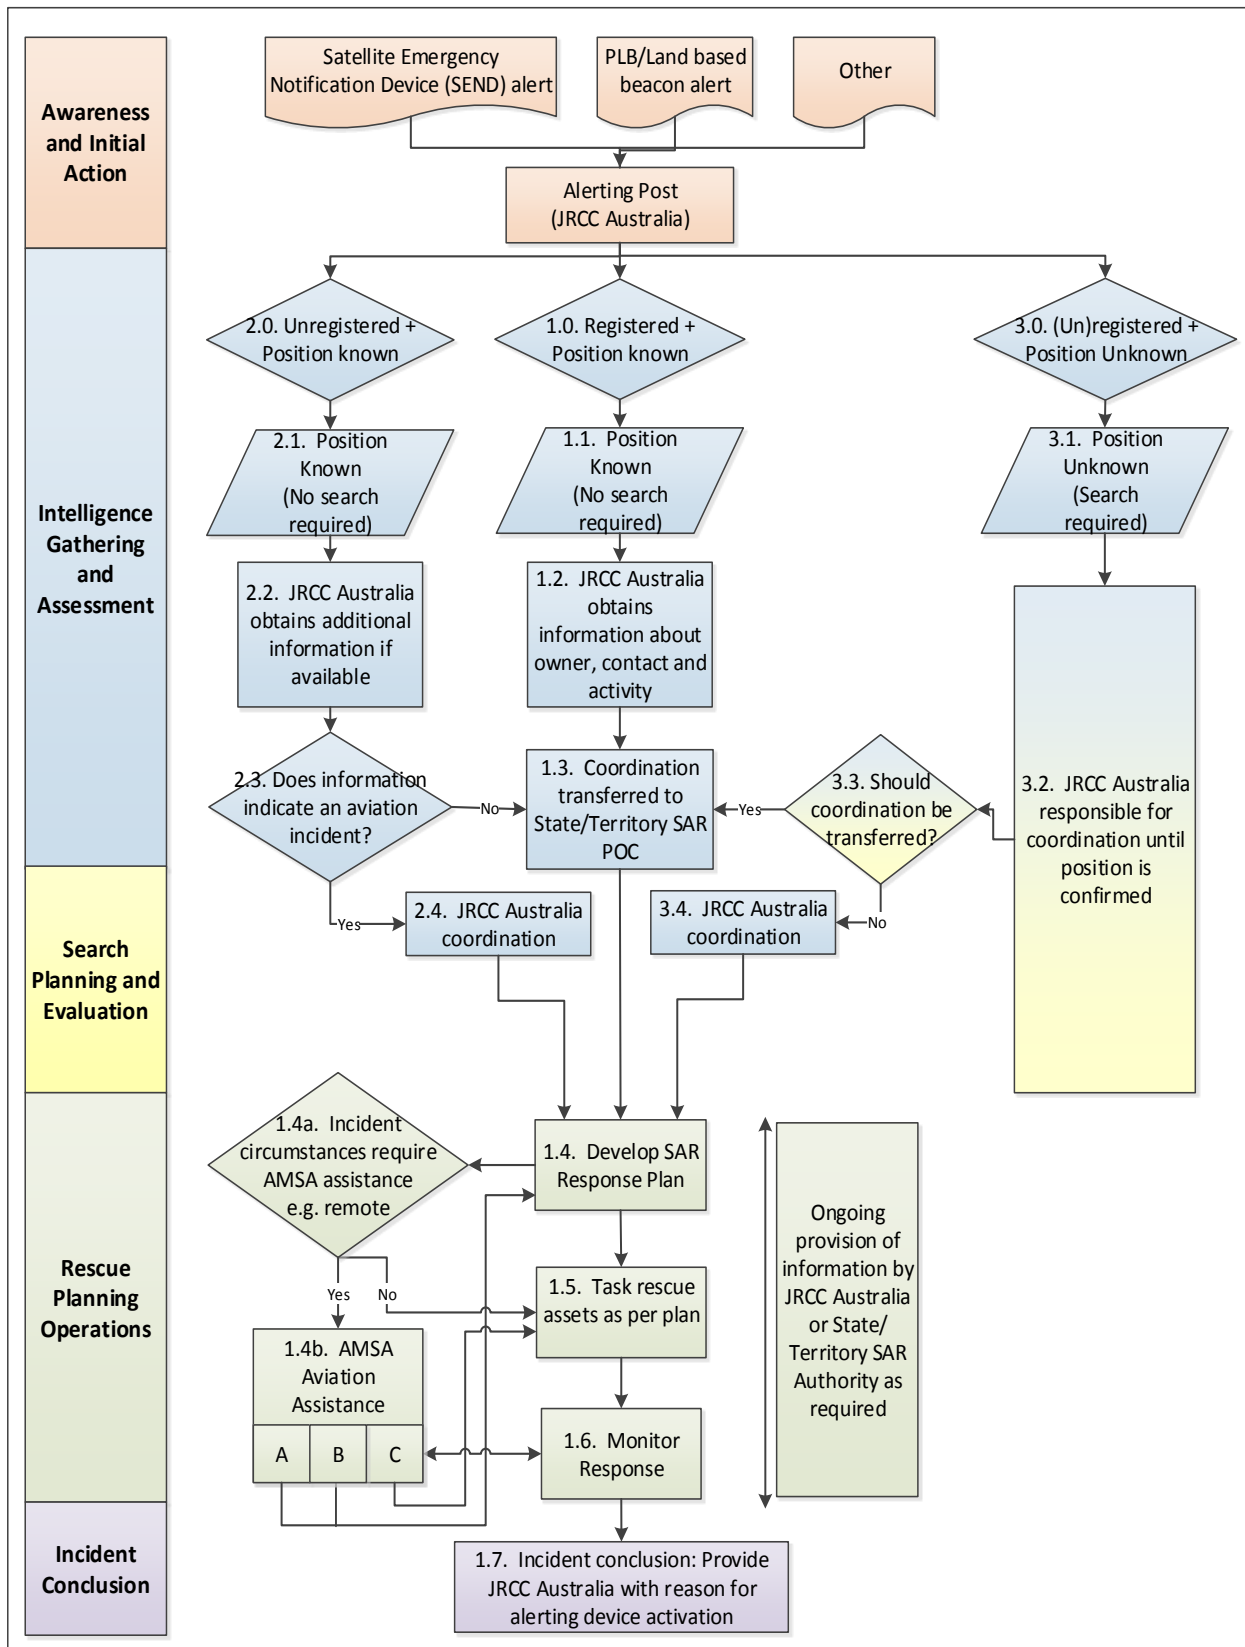 Awareness
and Initial
Action
Satellite Emergency
Notification Device (SEND) alert
PLB/Land based
beacon alert
Other
Alerting Post
(JRCC Australia)
Intelligence
Gathering
and
Assessment
2.0. Unregistered +
Position known
1.0. Registered +
Position known
3.0. (Un)registered +
Position Unknown
2.1. Position
Known
(No search
required)
1.1. Position
Known
(No search
required)
3.1. Position
Unknown
(Search
required)
2.2. JRCC Australia
obtains additional
information if
available
1.2. JRCC Australia
obtains
information about
owner, contact and
activity
2.3. Does information
indicate an aviation
incident?
No
1.3. Coordination
transferred to
State/Territory SAR
POC
Yes
3.3. Should
coordination be
transferred?
3.2. JRCC Australia
responsible for
coordination until
position is
confirmed
Search
Planning and
Evaluation
Yes
2.4. JRCC Australia
coordination
3.4. JRCC Australia
coordination
No
Rescue
Planning
Operations
1.4a. Incident
circumstances require
AMSA assistance
e.g. remote
1.4. Develop SAR
Response Plan
Yes
No
1.5. Task rescue
assets as per plan
1.4b. AMSA
Aviation
Assistance
A
B
C
1.6. Monitor
Response
Ongoing
provision of
information by
JRCC Australia
or State/
Territory SAR
Authority as
required
Incident
Conclusion
1.7. Incident conclusion: Provide
JRCC Australia with reason for
alerting device activation